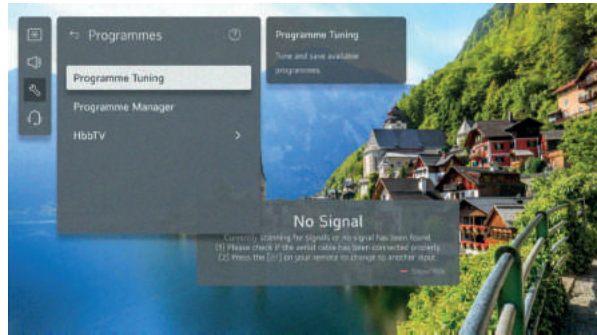 Programmes
Programme Tuning
Programme Manager
HbbTV
Programme Tuning
Tune and save available
programmes.
No Signal
Currently scanning for signals or no signal has been found.
(1) Please check if the aerial cable has been connected properly.
(2) Press the [ ] on your remote to change to another input.